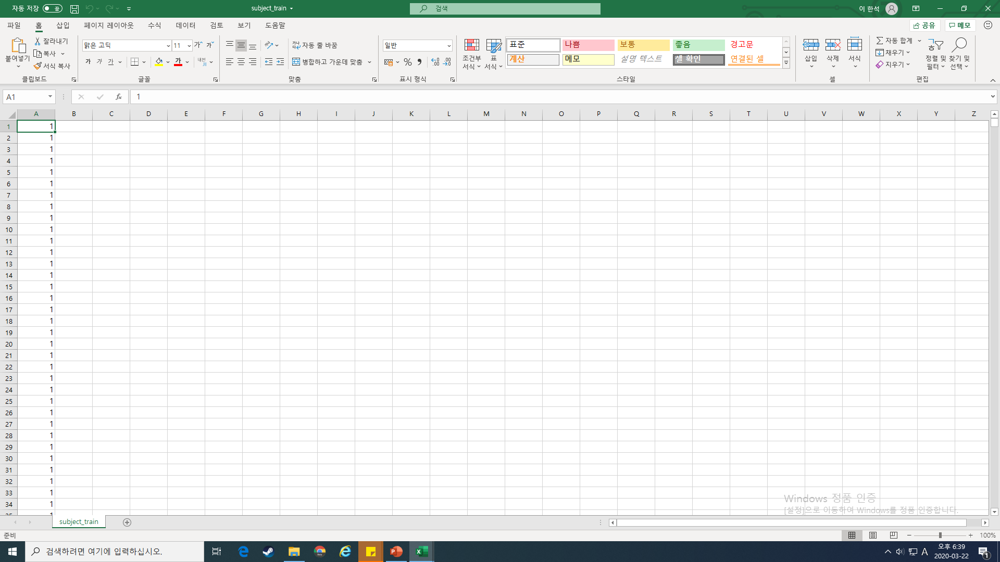 자동 저장 끔 subject_train 검색 이 한석
파일 홈 삽입 페이지 레이아웃 수식 데이터 검토 보기 도움말 공유 메모
붙여넣기 잘라내기 복사 서식 복사 클립보드
맑은 고딕 11 가 가 가 가 가 가 내천 글꼴
자동 줄 바꿈 병합하고 가운데 맞춤 맞춤
일반 % 표시 형식
조건부 서식 표 서식 표준 나쁨 보통 좋음 경고문
계산 메모 설명 텍스트 셀 확인 연결된 셀 스타일
삽입 삭제 서식 셀
자동 합계 채우기 지우기 정렬 및 필터 찾기 및 선택 편집
A1 fx 1
A B C D E F G H I J K L M N O P Q R S T U V W X Y Z
1 1
2 1
3 1
4 1
5 1
6 1
7 1
8 1
9 1
10 1
11 1
12 1
13 1
14 1
15 1
16 1
17 1
18 1
19 1
20 1
21 1
22 1
23 1
24 1
25 1
26 1
27 1
28 1
29 1
30 1
31 1
32 1
33 1
34 1
35 1
Windows 정품 인증
[설정]으로 이동하여 Windows를 정품 인증합니다.
subject_train
준비 100%
검색하려면 여기에 입력하십시오. A 오후 6:39
2020-03-22 1